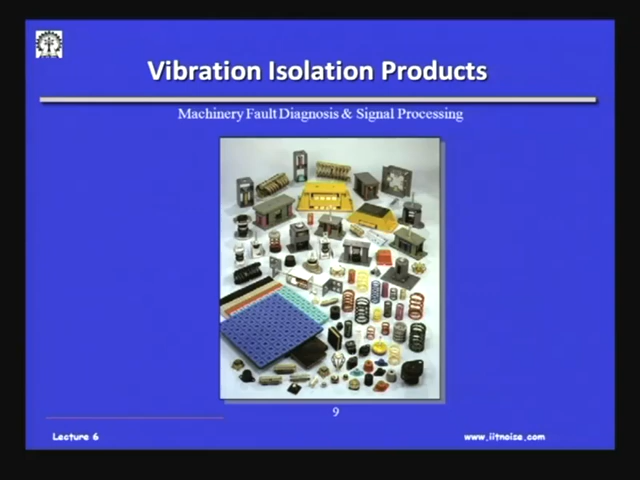 Vibration Isolation Products
Machinery Fault Diagnosis & Signal Processing
9
Lecture 6
www.iitnoise.com